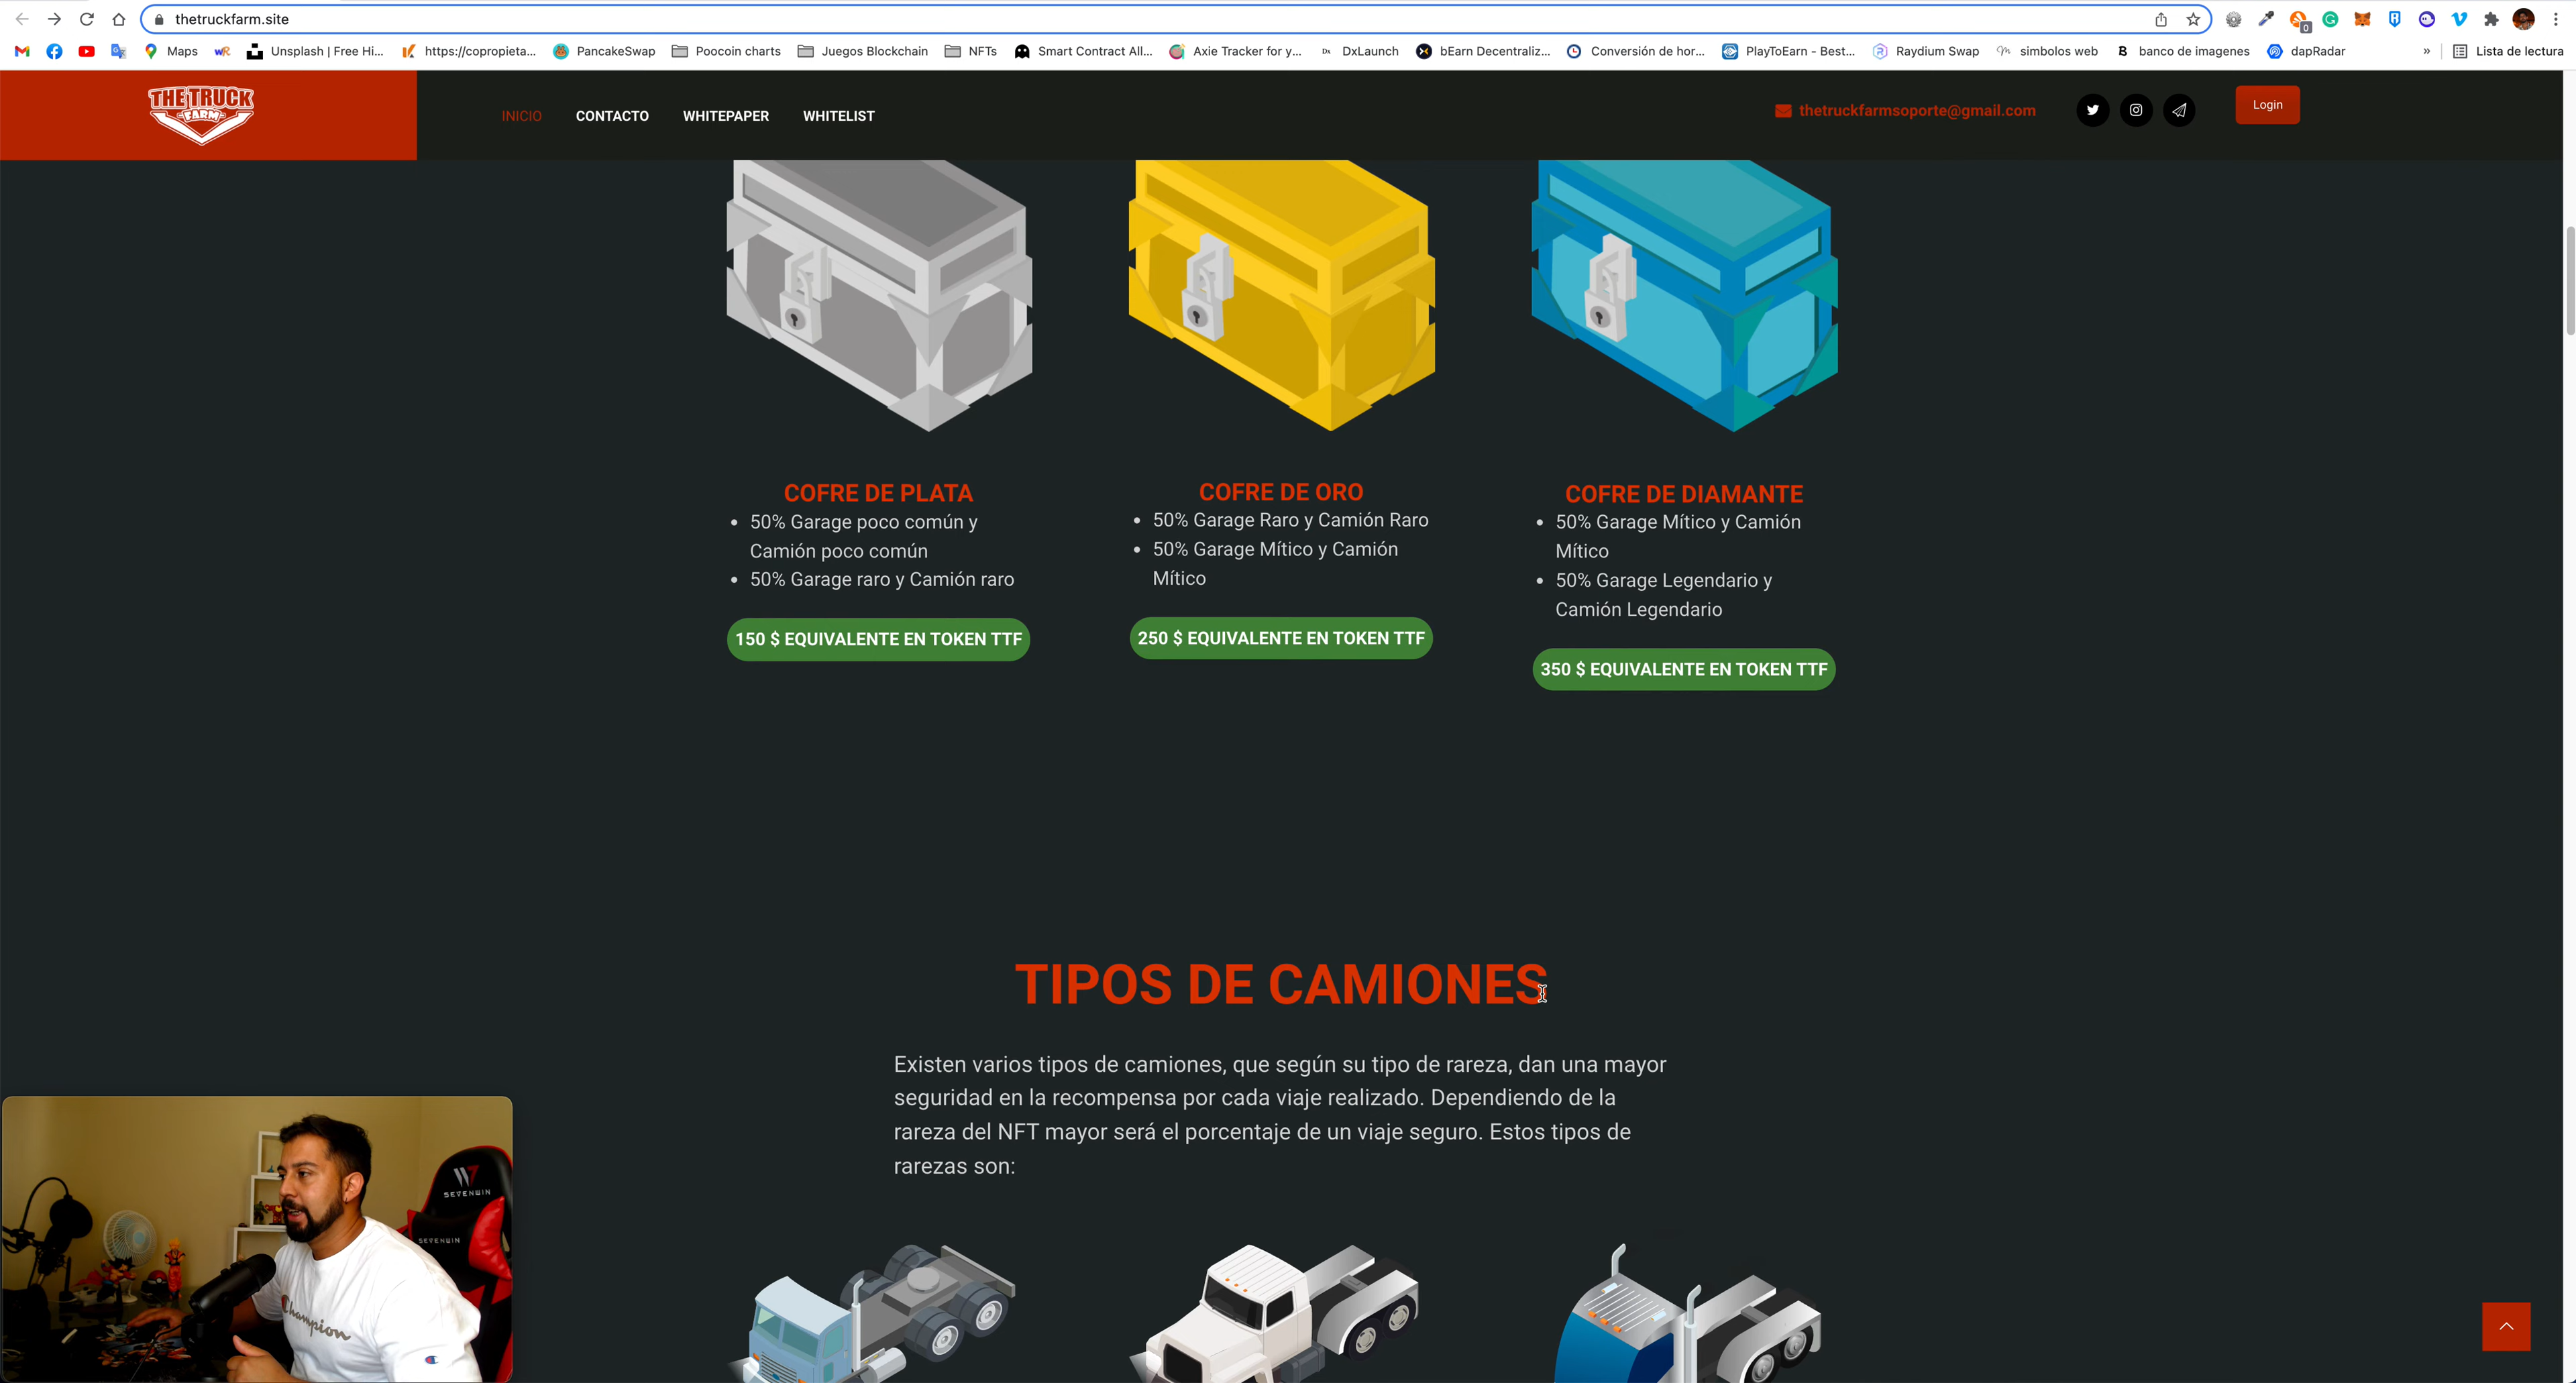 thetruckfarm.site
Maps
wR
Unsplash | Free Hi...
https://copropieta...
PancakeSwap
Poocoin charts
Juegos Blockchain
NFTs
Smart Contract All...
Axie Tracker for y...
Dx
DxLaunch
bEarn Decentraliz...
Conversión de hor...
PlayToEarn - Best...
Raydium Swap
simbolos web
banco de imagenes
dapRadar
»
Lista de lectura
0
THE TRUCK
FARM
INICIO
CONTACTO
WHITEPAPER
WHITELIST
thetruckfarmsoporte@gmail.com
Login
COFRE DE PLATA
• 50% Garage poco común y
Camión poco común
• 50% Garage raro y Camión raro
150 $ EQUIVALENTE EN TOKEN TTF
COFRE DE ORO
• 50% Garage Raro y Camión Raro
• 50% Garage Mítico y Camión
Mítico
250 $ EQUIVALENTE EN TOKEN TTF
COFRE DE DIAMANTE
• 50% Garage Mítico y Camión
Mítico
• 50% Garage Legendario y
Camión Legendario
350 $ EQUIVALENTE EN TOKEN TTF
TIPOS DE CAMIONES
Existen varios tipos de camiones, que según su tipo de rareza, dan una mayor
seguridad en la recompensa por cada viaje realizado. Dependiendo de la
rareza del NFT mayor será el porcentaje de un viaje seguro. Estos tipos de
rarezas son:
SEVENWIN
SEVENWIN
Champion